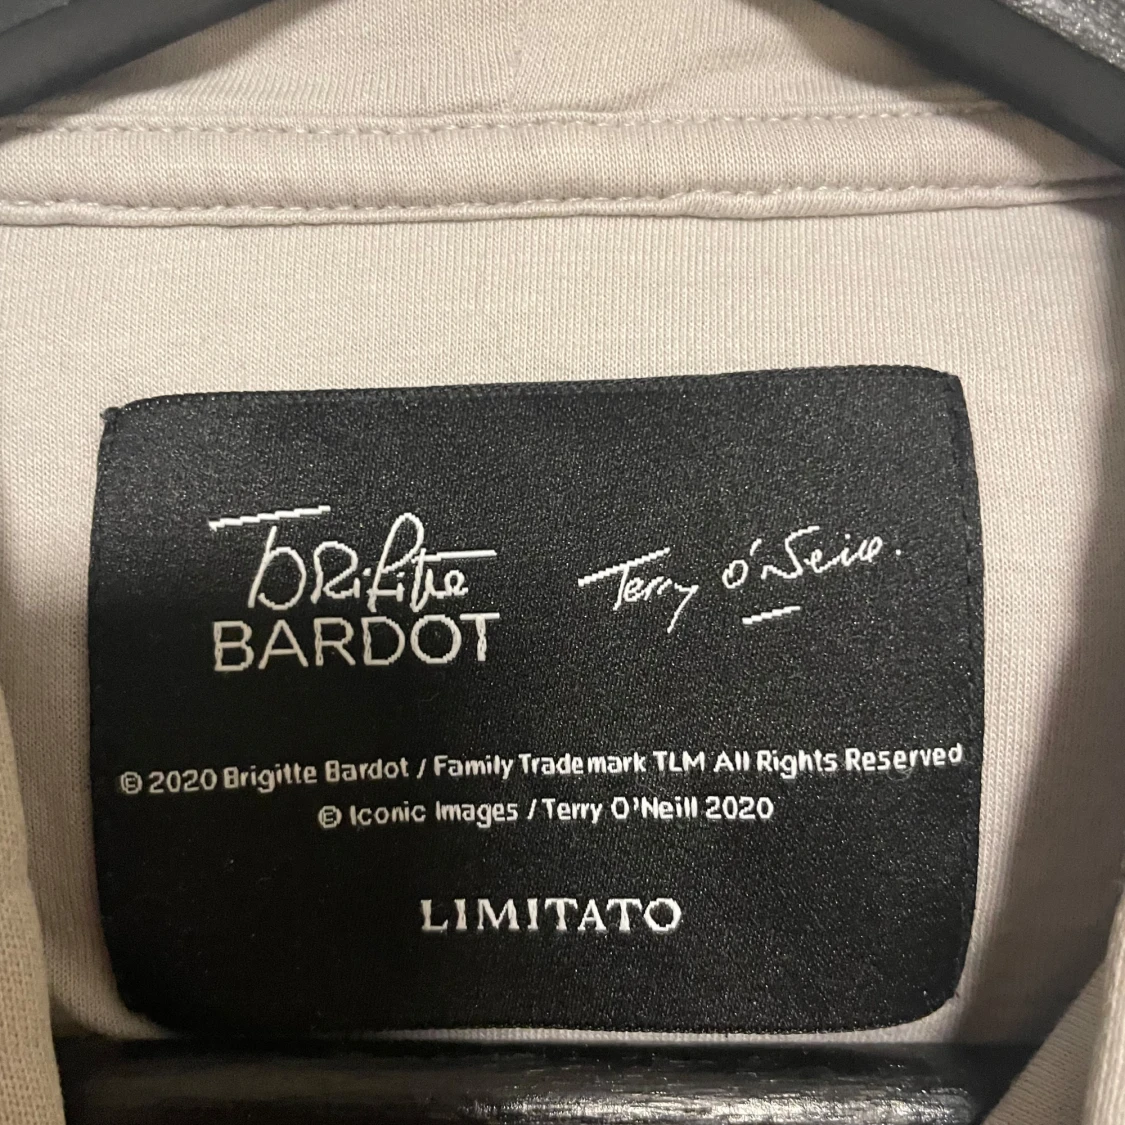 Brigitte Terry O'Neill.
BARDOT
© 2020 Brigitte Bardot / Family Trademark TLM All Rights Reserved
© Iconic Images / Terry O'Neill 2020
LIMITATO